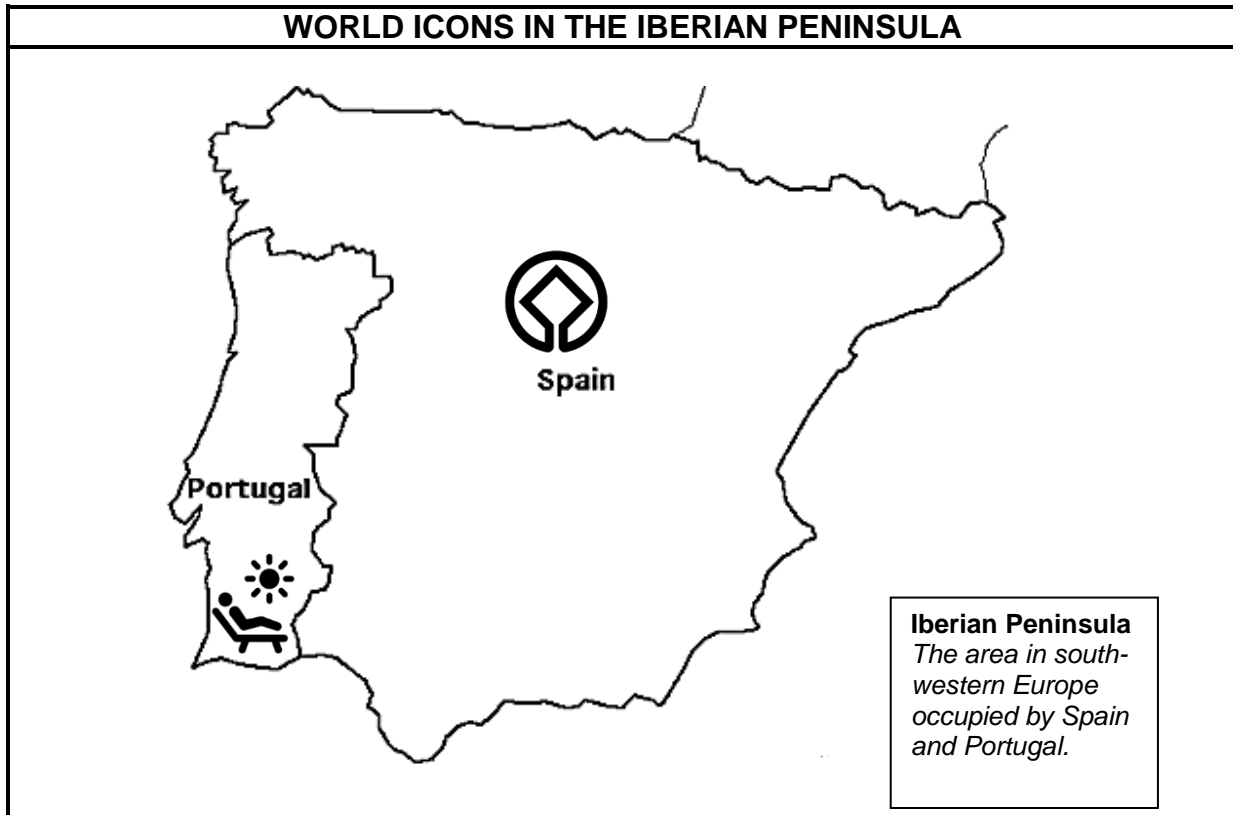 WORLD ICONS IN THE IBERIAN PENINSULA
Spain
Portugal
Iberian Peninsula
The area in south-
western Europe
occupied by Spain
and Portugal.